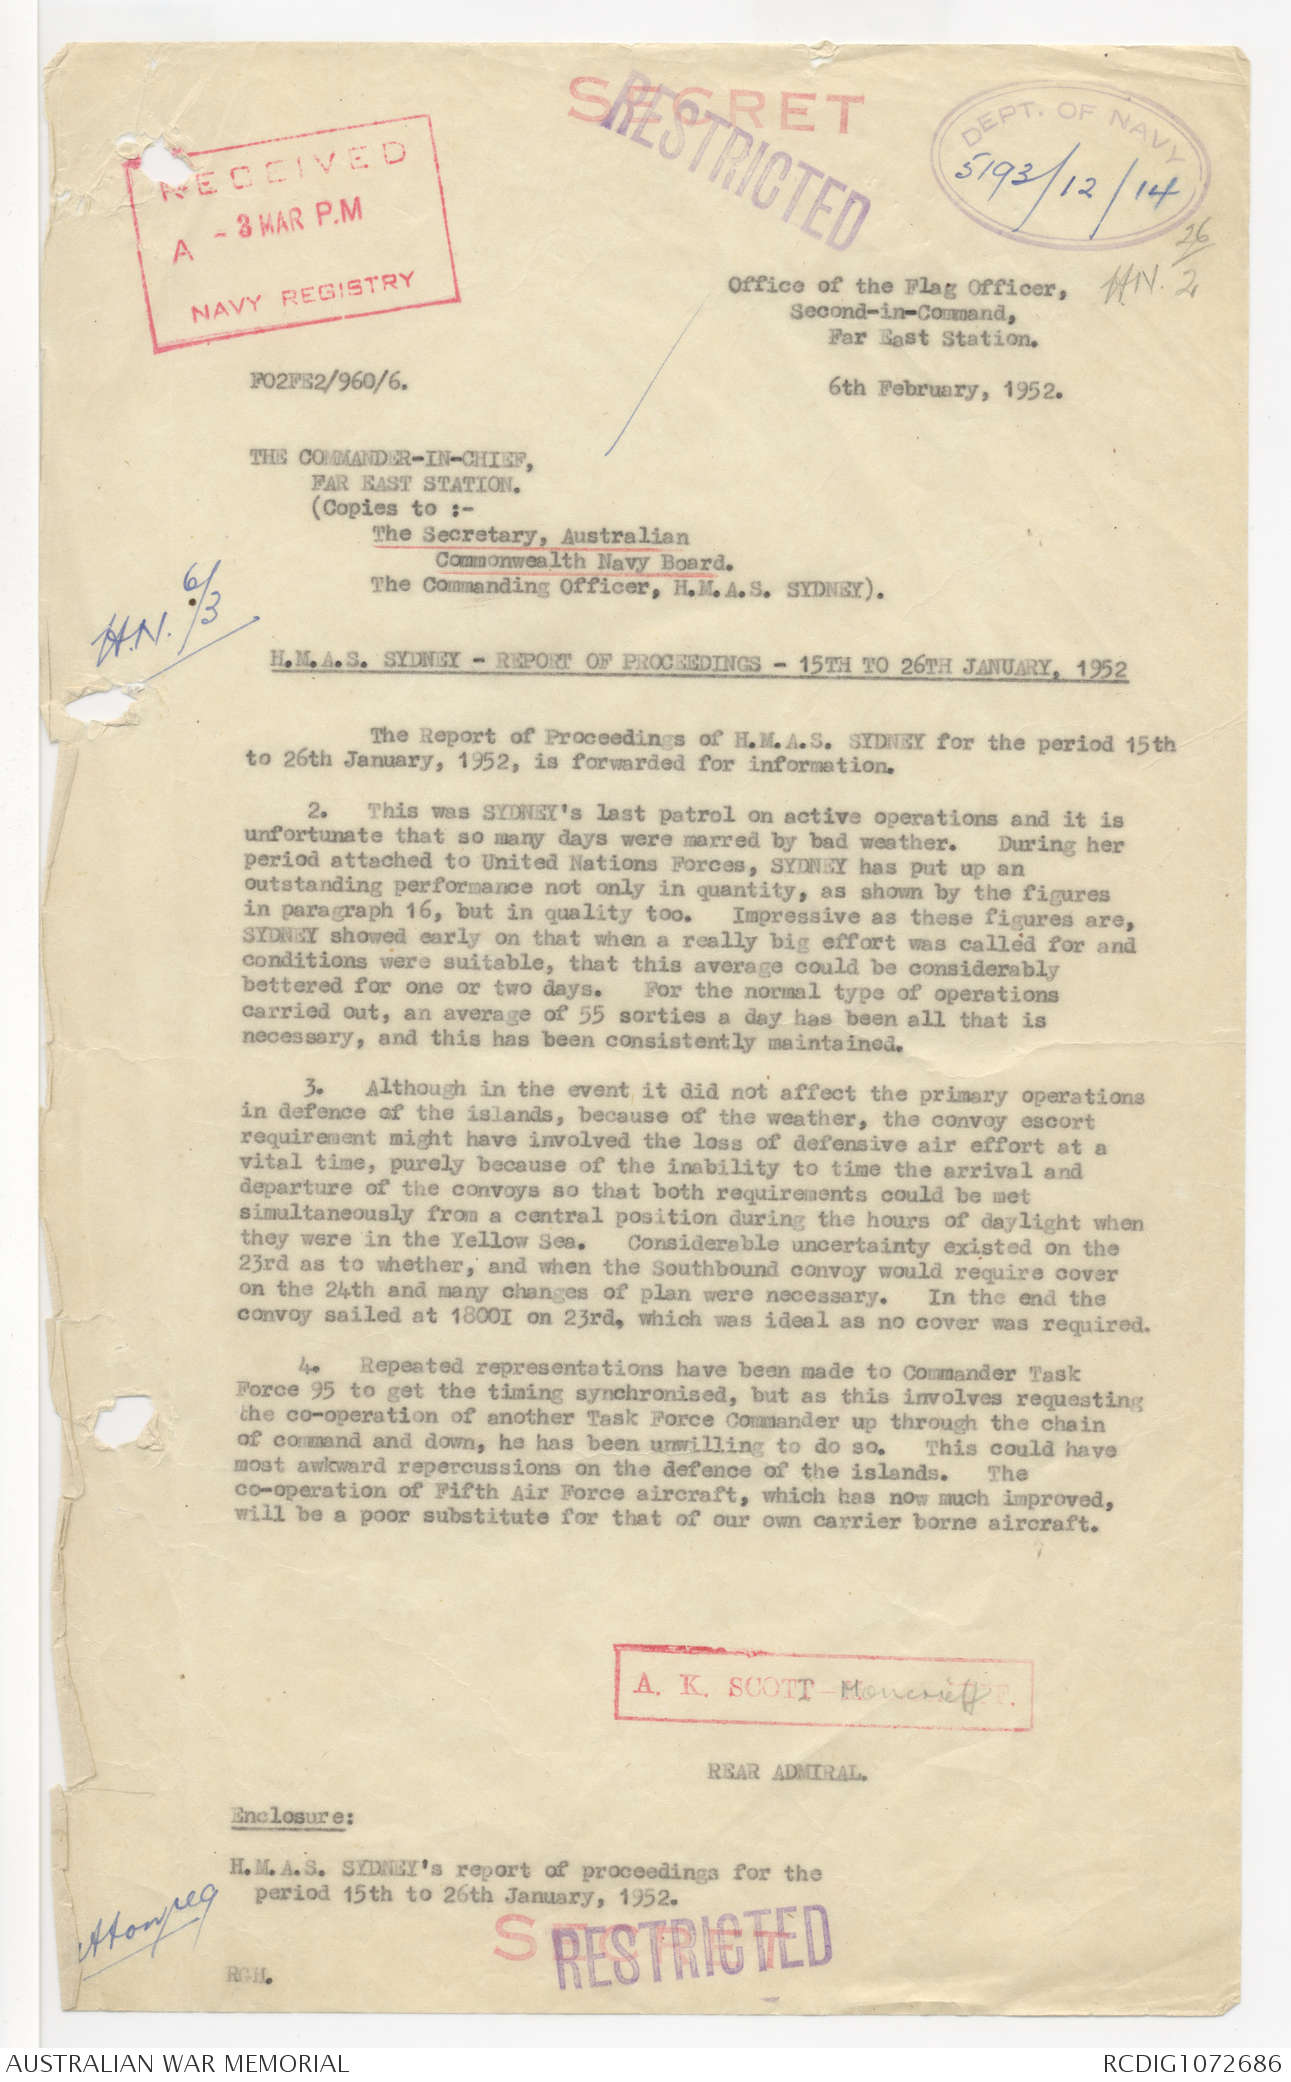 SECRET
RESTRICTED
RECEIVED
A - 3 MAR P.M
NAVY REGISTRY
DEPT. OF NAVY
5193/12/14
26/2
H.N.
Office of the Flag Officer,
Second-in-Command,
Far East Station.
FO2FE2/960/6.
6th February, 1952.
THE COMMANDER-IN-CHIEF,
FAR EAST STATION.
(Copies to :-
The Secretary, Australian
Commonwealth Navy Board.
The Commanding Officer, H.M.A.S. SYDNEY).
H.N. 6/3
H.M.A.S. SYDNEY - REPORT OF PROCEEDINGS - 15TH TO 26TH JANUARY, 1952
The Report of Proceedings of H.M.A.S. SYDNEY for the period 15th
to 26th January, 1952, is forwarded for information.
2. This was SYDNEY's last patrol on active operations and it is
unfortunate that so many days were marred by bad weather. During her
period attached to United Nations Forces, SYDNEY has put up an
outstanding performance not only in quantity, as shown by the figures
in paragraph 16, but in quality too. Impressive as these figures are,
SYDNEY showed early on that when a really big effort was called for and
conditions were suitable, that this average could be considerably
bettered for one or two days. For the normal type of operations
carried out, an average of 55 sorties a day has been all that is
necessary, and this has been consistently maintained.
3. Although in the event it did not affect the primary operations
in defence of the islands, because of the weather, the convoy escort
requirement might have involved the loss of defensive air effort at a
vital time, purely because of the inability to time the arrival and
departure of the convoys so that both requirements could be met
simultaneously from a central position during the hours of daylight when
they were in the Yellow Sea. Considerable uncertainty existed on the
23rd as to whether, and when the Southbound convoy would require cover
on the 24th and many changes of plan were necessary. In the end the
convoy sailed at 1800I on 23rd, which was ideal as no cover was required.
4. Repeated representations have been made to Commander Task
Force 95 to get the timing synchronised, but as this involves requesting
the co-operation of another Task Force Commander up through the chain
of command and down, he has been unwilling to do so. This could have
most awkward repercussions on the defence of the islands. The
co-operation of Fifth Air Force aircraft, which has now much improved,
will be a poor substitute for that of our own carrier borne aircraft.
A. K. SCOTT-Moncrieff
REAR ADMIRAL.
Enclosure:
H.M.A.S. SYDNEY's report of proceedings for the
period 15th to 26th January, 1952.
SECRET
RESTRICTED
RGH.
AUSTRALIAN WAR MEMORIAL
RCDIG1072686